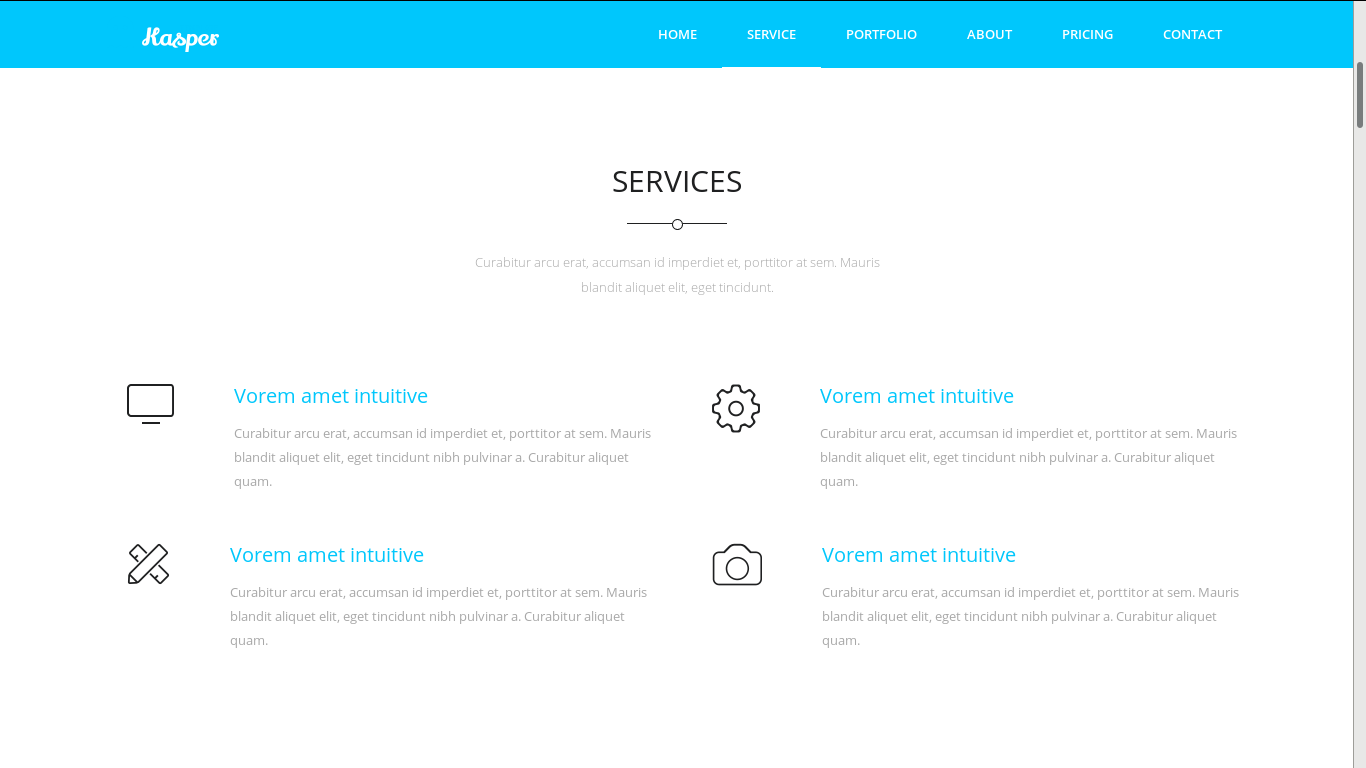 Kasper
HOME SERVICE PORTFOLIO ABOUT PRICING CONTACT
SERVICES
Curabitur arcu erat, accumsan id imperdiet et, porttitor at sem. Mauris
blandit aliquet elit, eget tincidunt.
Vorem amet intuitive
Curabitur arcu erat, accumsan id imperdiet et, porttitor at sem. Mauris
blandit aliquet elit, eget tincidunt nibh pulvinar a. Curabitur aliquet
quam.
Vorem amet intuitive
Curabitur arcu erat, accumsan id imperdiet et, porttitor at sem. Mauris
blandit aliquet elit, eget tincidunt nibh pulvinar a. Curabitur aliquet
quam.
Vorem amet intuitive
Curabitur arcu erat, accumsan id imperdiet et, porttitor at sem. Mauris
blandit aliquet elit, eget tincidunt nibh pulvinar a. Curabitur aliquet
quam.
Vorem amet intuitive
Curabitur arcu erat, accumsan id imperdiet et, porttitor at sem. Mauris
blandit aliquet elit, eget tincidunt nibh pulvinar a. Curabitur aliquet
quam.